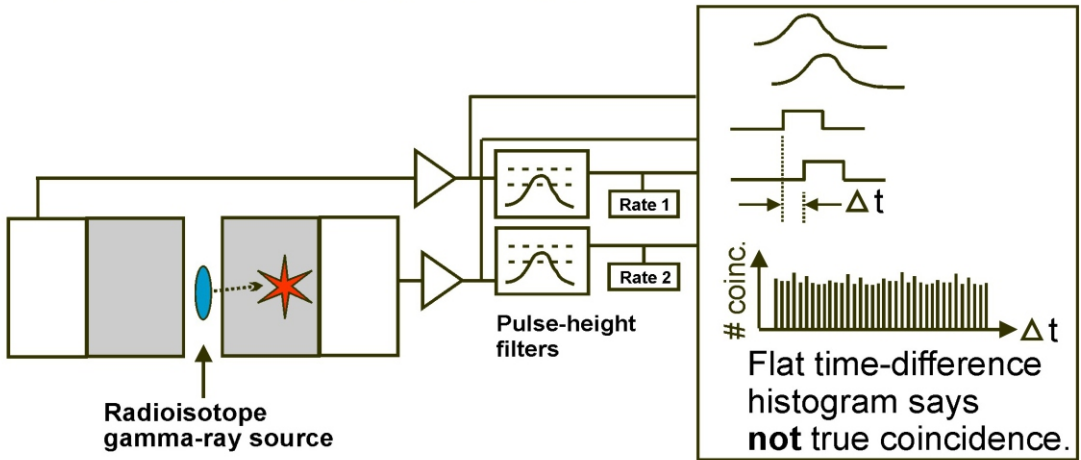 Rate 1
Rate 2
Pulse-height
filters
Radioisotope
gamma-ray source
Δ t
# coinc.
Δ t
Flat time-difference
histogram says
not true coincidence.